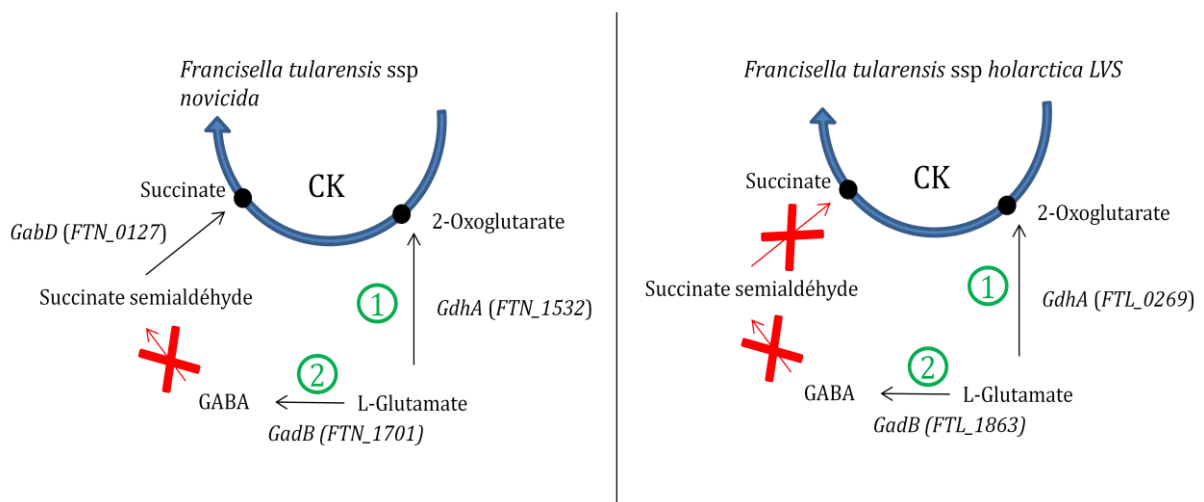 Francisella tularensis ssp
novicida
CK
Succinate
2-Oxoglutarate
GabD (FTN_0127)
1
Succinate semialdéhyde
GdhA (FTN_1532)
2
GABA
L-Glutamate
GadB (FTN_1701)
Francisella tularensis ssp holarctica LVS
CK
Succinate
2-Oxoglutarate
1
Succinate semialdéhyde
GdhA (FTL_0269)
2
GABA
L-Glutamate
GadB (FTL_1863)